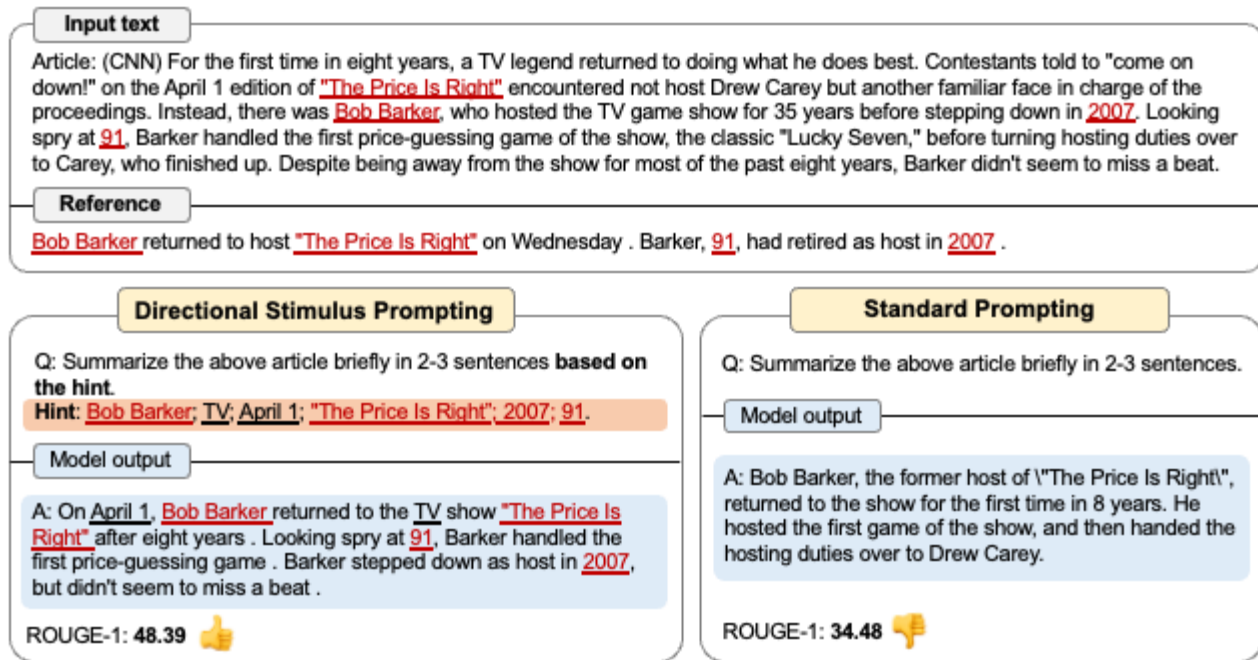 Input text
Article: (CNN) For the first time in eight years, a TV legend returned to doing what he does best. Contestants told to "come on
down!" on the April 1 edition of "The Price Is Right" encountered not host Drew Carey but another familiar face in charge of the
proceedings. Instead, there was Bob Barker, who hosted the TV game show for 35 years before stepping down in 2007. Looking
spry at 91, Barker handled the first price-guessing game of the show, the classic "Lucky Seven," before turning hosting duties over
to Carey, who finished up. Despite being away from the show for most of the past eight years, Barker didn't seem to miss a beat.
Reference
Bob Barker returned to host "The Price Is Right" on Wednesday . Barker, 91, had retired as host in 2007 .
Directional Stimulus Prompting
Q: Summarize the above article briefly in 2-3 sentences based on
the hint.
Hint: Bob Barker; TV; April 1; "The Price Is Right"; 2007; 91.
Model output
A: On April 1, Bob Barker returned to the TV show "The Price Is
Right" after eight years . Looking spry at 91, Barker handled the
first price-guessing game . Barker stepped down as host in 2007,
but didn't seem to miss a beat .
ROUGE-1: 48.39
Standard Prompting
Q: Summarize the above article briefly in 2-3 sentences.
Model output
A: Bob Barker, the former host of \"The Price Is Right\",
returned to the show for the first time in 8 years. He
hosted the first game of the show, and then handed the
hosting duties over to Drew Carey.
ROUGE-1: 34.48